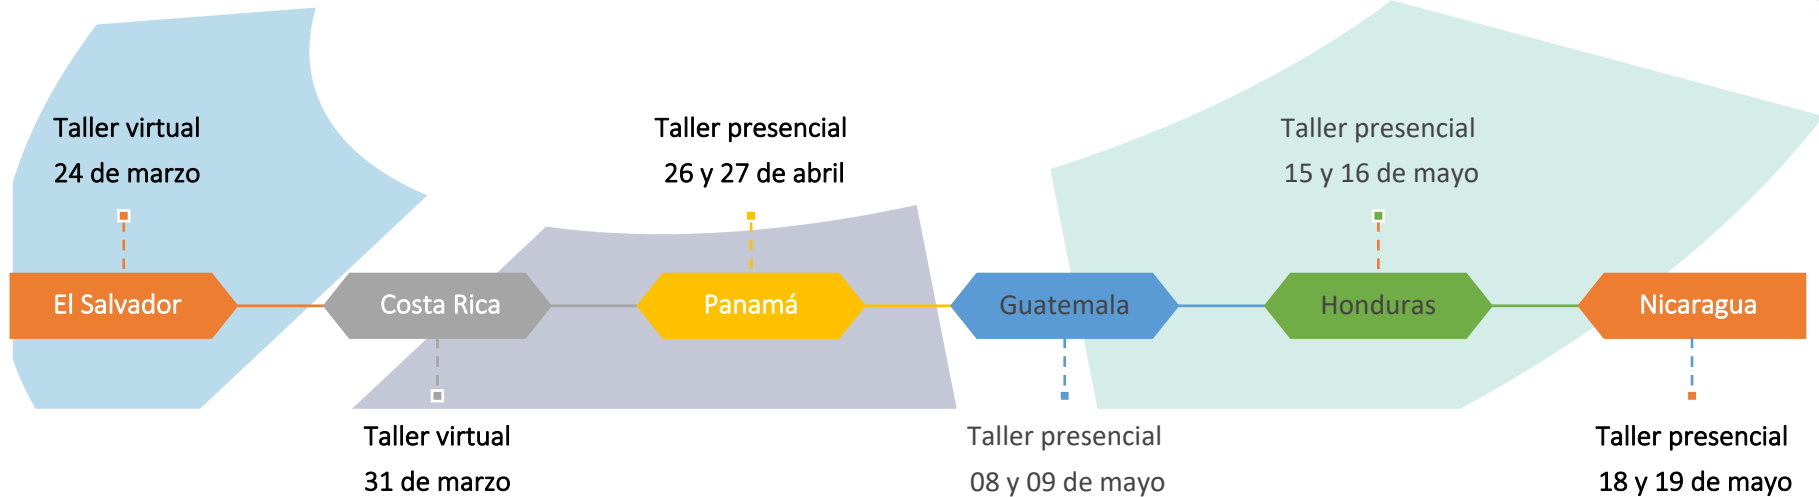 Taller virtual
24 de marzo
Taller presencial
26 y 27 de abril
Taller presencial
15 y 16 de mayo
El Salvador
Costa Rica
Panamá
Guatemala
Honduras
Nicaragua
Taller virtual
31 de marzo
Taller presencial
08 y 09 de mayo
Taller presencial
18 y 19 de mayo